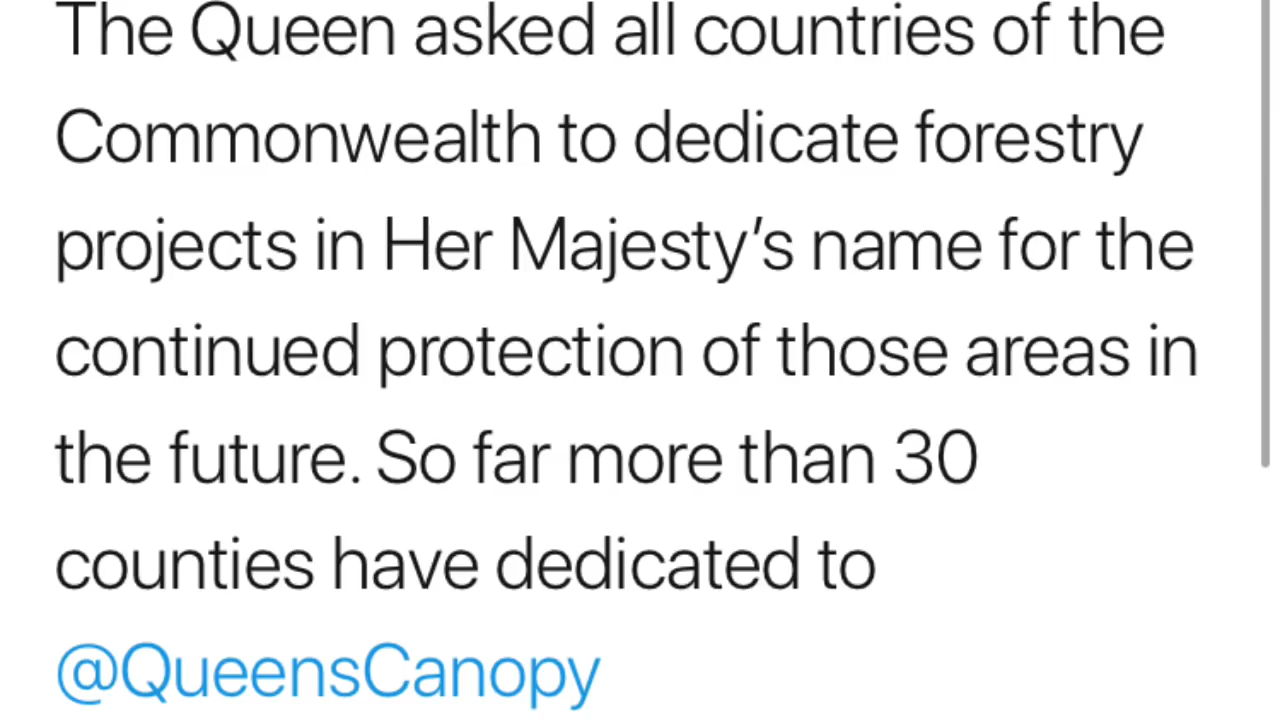 The Queen asked all countries of the
Commonwealth to dedicate forestry
projects in Her Majesty’s name for the
continued protection of those areas in
the future. So far more than 30
counties have dedicated to
@QueensCanopy